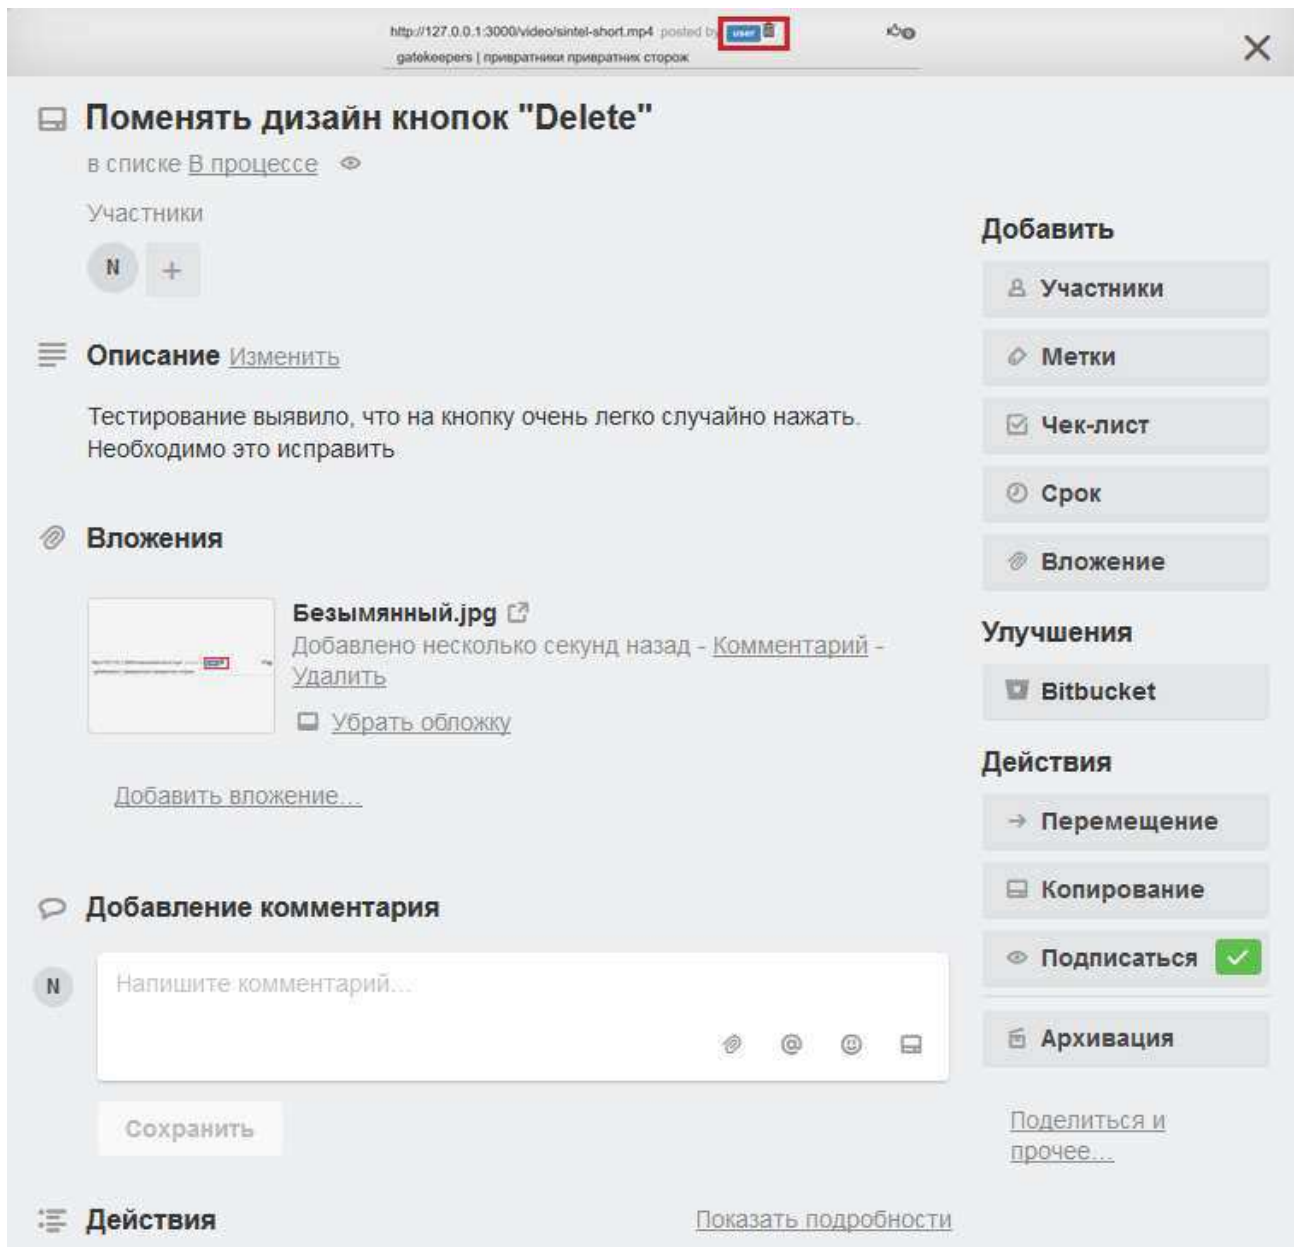 http://127.0.0.1:3000/video/sintel-short.mp4 posted by user
gatekeepers | привратники привратник сторож
Поменять дизайн кнопок "Delete"
в списке В процессе
Участники
N +
Описание Изменить
Тестирование выявило, что на кнопку очень легко случайно нажать.
Необходимо это исправить
Вложения
Безымянный.jpg
Добавлено несколько секунд назад - Комментарий -
Удалить
Убрать обложку
Добавить вложение...
Добавление комментария
N
Напишите комментарий...
Сохранить
Действия
Показать подробности
Добавить
Участники
Метки
Чек-лист
Срок
Вложение
Улучшения
Bitbucket
Действия
Перемещение
Копирование
Подписаться
Архивация
Поделиться и
прочее...